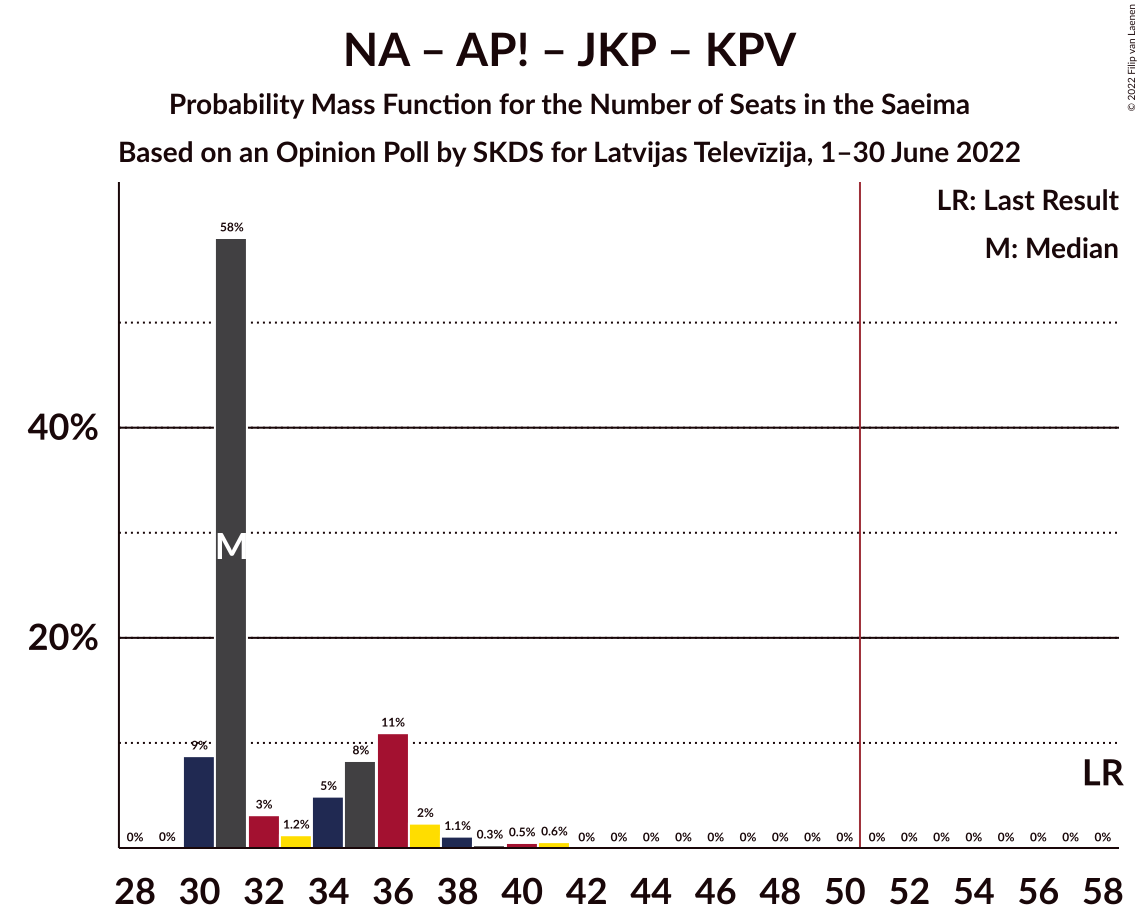 NA – AP! – JKP – KPV
Probability Mass Function for the Number of Seats in the Saeima
Based on an Opinion Poll by SKDS for Latvijas Televīzija, 1–30 June 2022
© 2022 Filip van Laenen
LR: Last Result
M: Median
40%
20%
0% 0% 9% 58% 3% 1.2% 5% 8% 11% 2% 1.1% 0.3% 0.5% 0.6% 0% 0% 0% 0% 0% 0% 0% 0% 0% 0% 0% 0% 0% 0% 0% 0% 0%
M
LR
28 30 32 34 36 38 40 42 44 46 48 50 52 54 56 58